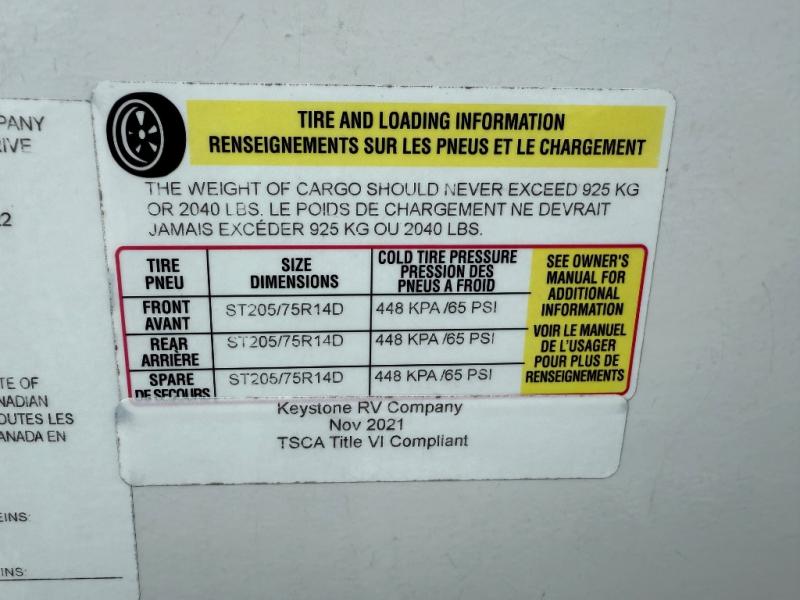 PANY
IVE
2
TE OF
NADIAN
OUTES LES
ANADA EN
EINS:
INS:
TIRE AND LOADING INFORMATION
RENSEIGNEMENTS SUR LES PNEUS ET LE CHARGEMENT
THE WEIGHT OF CARGO SHOULD NEVER EXCEED 925 KG
OR 2040 LBS. LE POIDS DE CHARGEMENT NE DEVRAIT
JAMAIS EXCÉDER 925 KG OU 2040 LBS.
TIRE
PNEU
SIZE
DIMENSIONS
COLD TIRE PRESSURE
PRESSION DES
PNEUS A FROID
FRONT
AVANT
ST205/75R14D
448 KPA /65 PSI
REAR
ARRIÈRE
ST205/75R14D
448 KPA /65 PSI
SPARE
DE SECOURS
ST205/75R14D
448 KPA /65 PSI
SEE OWNER'S
MANUAL FOR
ADDITIONAL
INFORMATION
VOIR LE MANUEL
DE L'USAGER
POUR PLUS DE
RENSEIGNEMENTS
Keystone RV Company
Nov 2021
TSCA Title VI Compliant